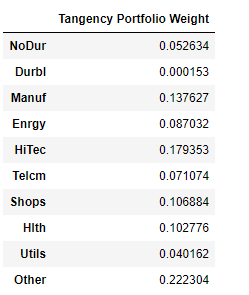 Tangency Portfolio Weight
NoDur 0.052634
Durbl 0.000153
Manuf 0.137627
Enrgy 0.087032
HiTec 0.179353
Telcm 0.071074
Shops 0.106884
Hlth 0.102776
Utils 0.040162
Other 0.222304